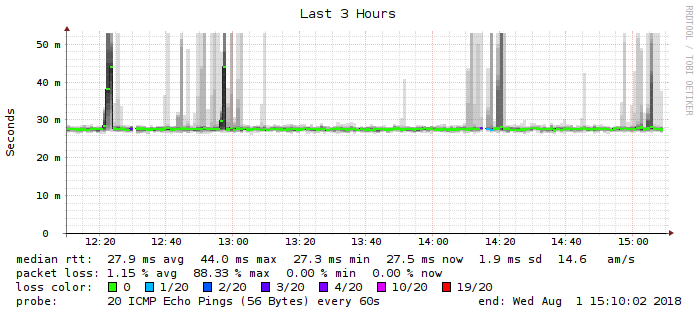 Last 3 Hours
RRDTOOL / TOBI OETIKER
Seconds
50 m
40 m
30 m
20 m
10 m
0
12:20 12:40 13:00 13:20 13:40 14:00 14:20 14:40 15:00
median rtt: 27.9 ms avg 44.0 ms max 27.3 ms min 27.5 ms now 1.9 ms sd 14.6 am/s
packet loss: 1.15 % avg 88.33 % max 0.00 % min 0.00 % now
loss color: 0 1/20 2/20 3/20 4/20 10/20 19/20
probe: 20 ICMP Echo Pings (56 Bytes) every 60s end: Wed Aug 1 15:10:02 2018